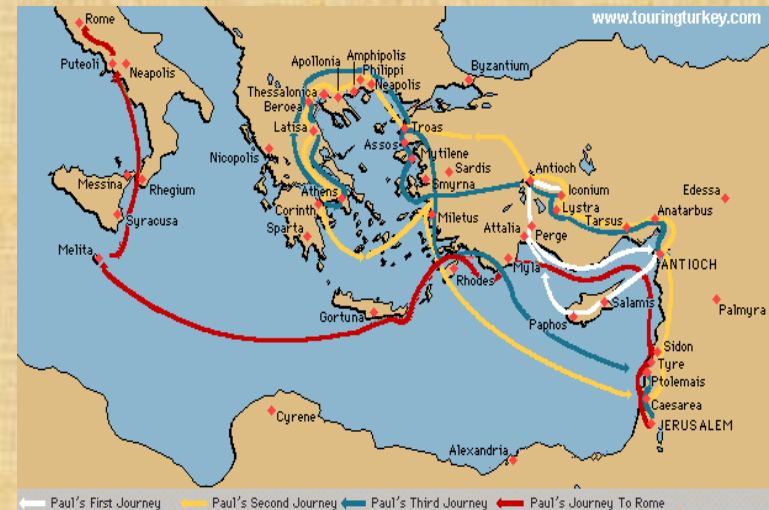 www.touringturkey.com
Rome
Puteoli
Neapolis
Messina
Rhegium
Syracusa
Melita
Apollonia
Amphipolis
Philippi
Neapolis
Thessalonica
Beroea
Latisa
Nicopolis
Athens
Corinth
Sparta
Gortuna
Byzantium
Troas
Assos
Mytilene
Sardis
Smyrna
Miletus
Rhodes
Antioch
Iconium
Lystra
Tarsus
Anatarbus
Edessa
Attalia
Perge
Myla
ANTIOCH
Salamis
Paphos
Palmyra
Sidon
Tyre
Ptolemais
Caesarea
JERUSALEM
Cyrene
Alexandria
Paul's First Journey
Paul's Second Journey
Paul's Third Journey
Paul's Journey To Rome